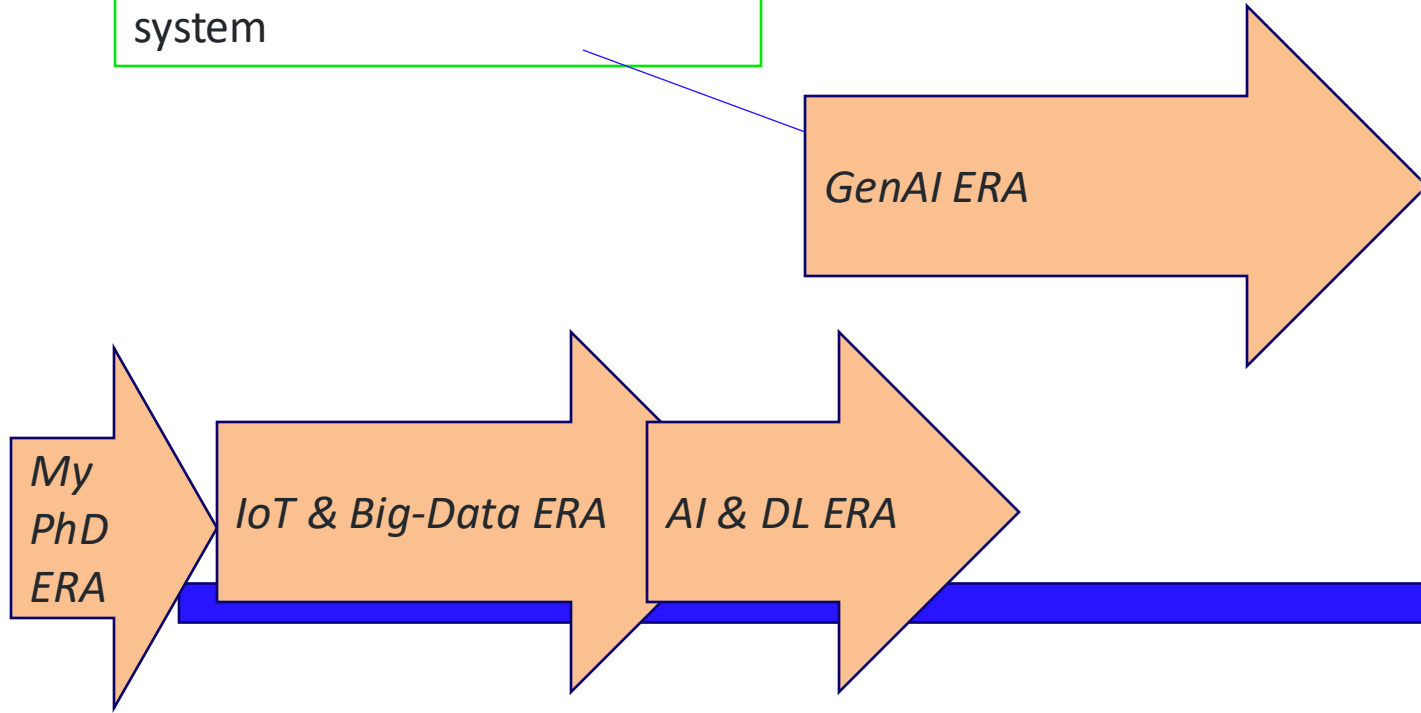 system
GenAI ERA
My
PhD
ERA
IoT & Big-Data ERA
AI & DL ERA